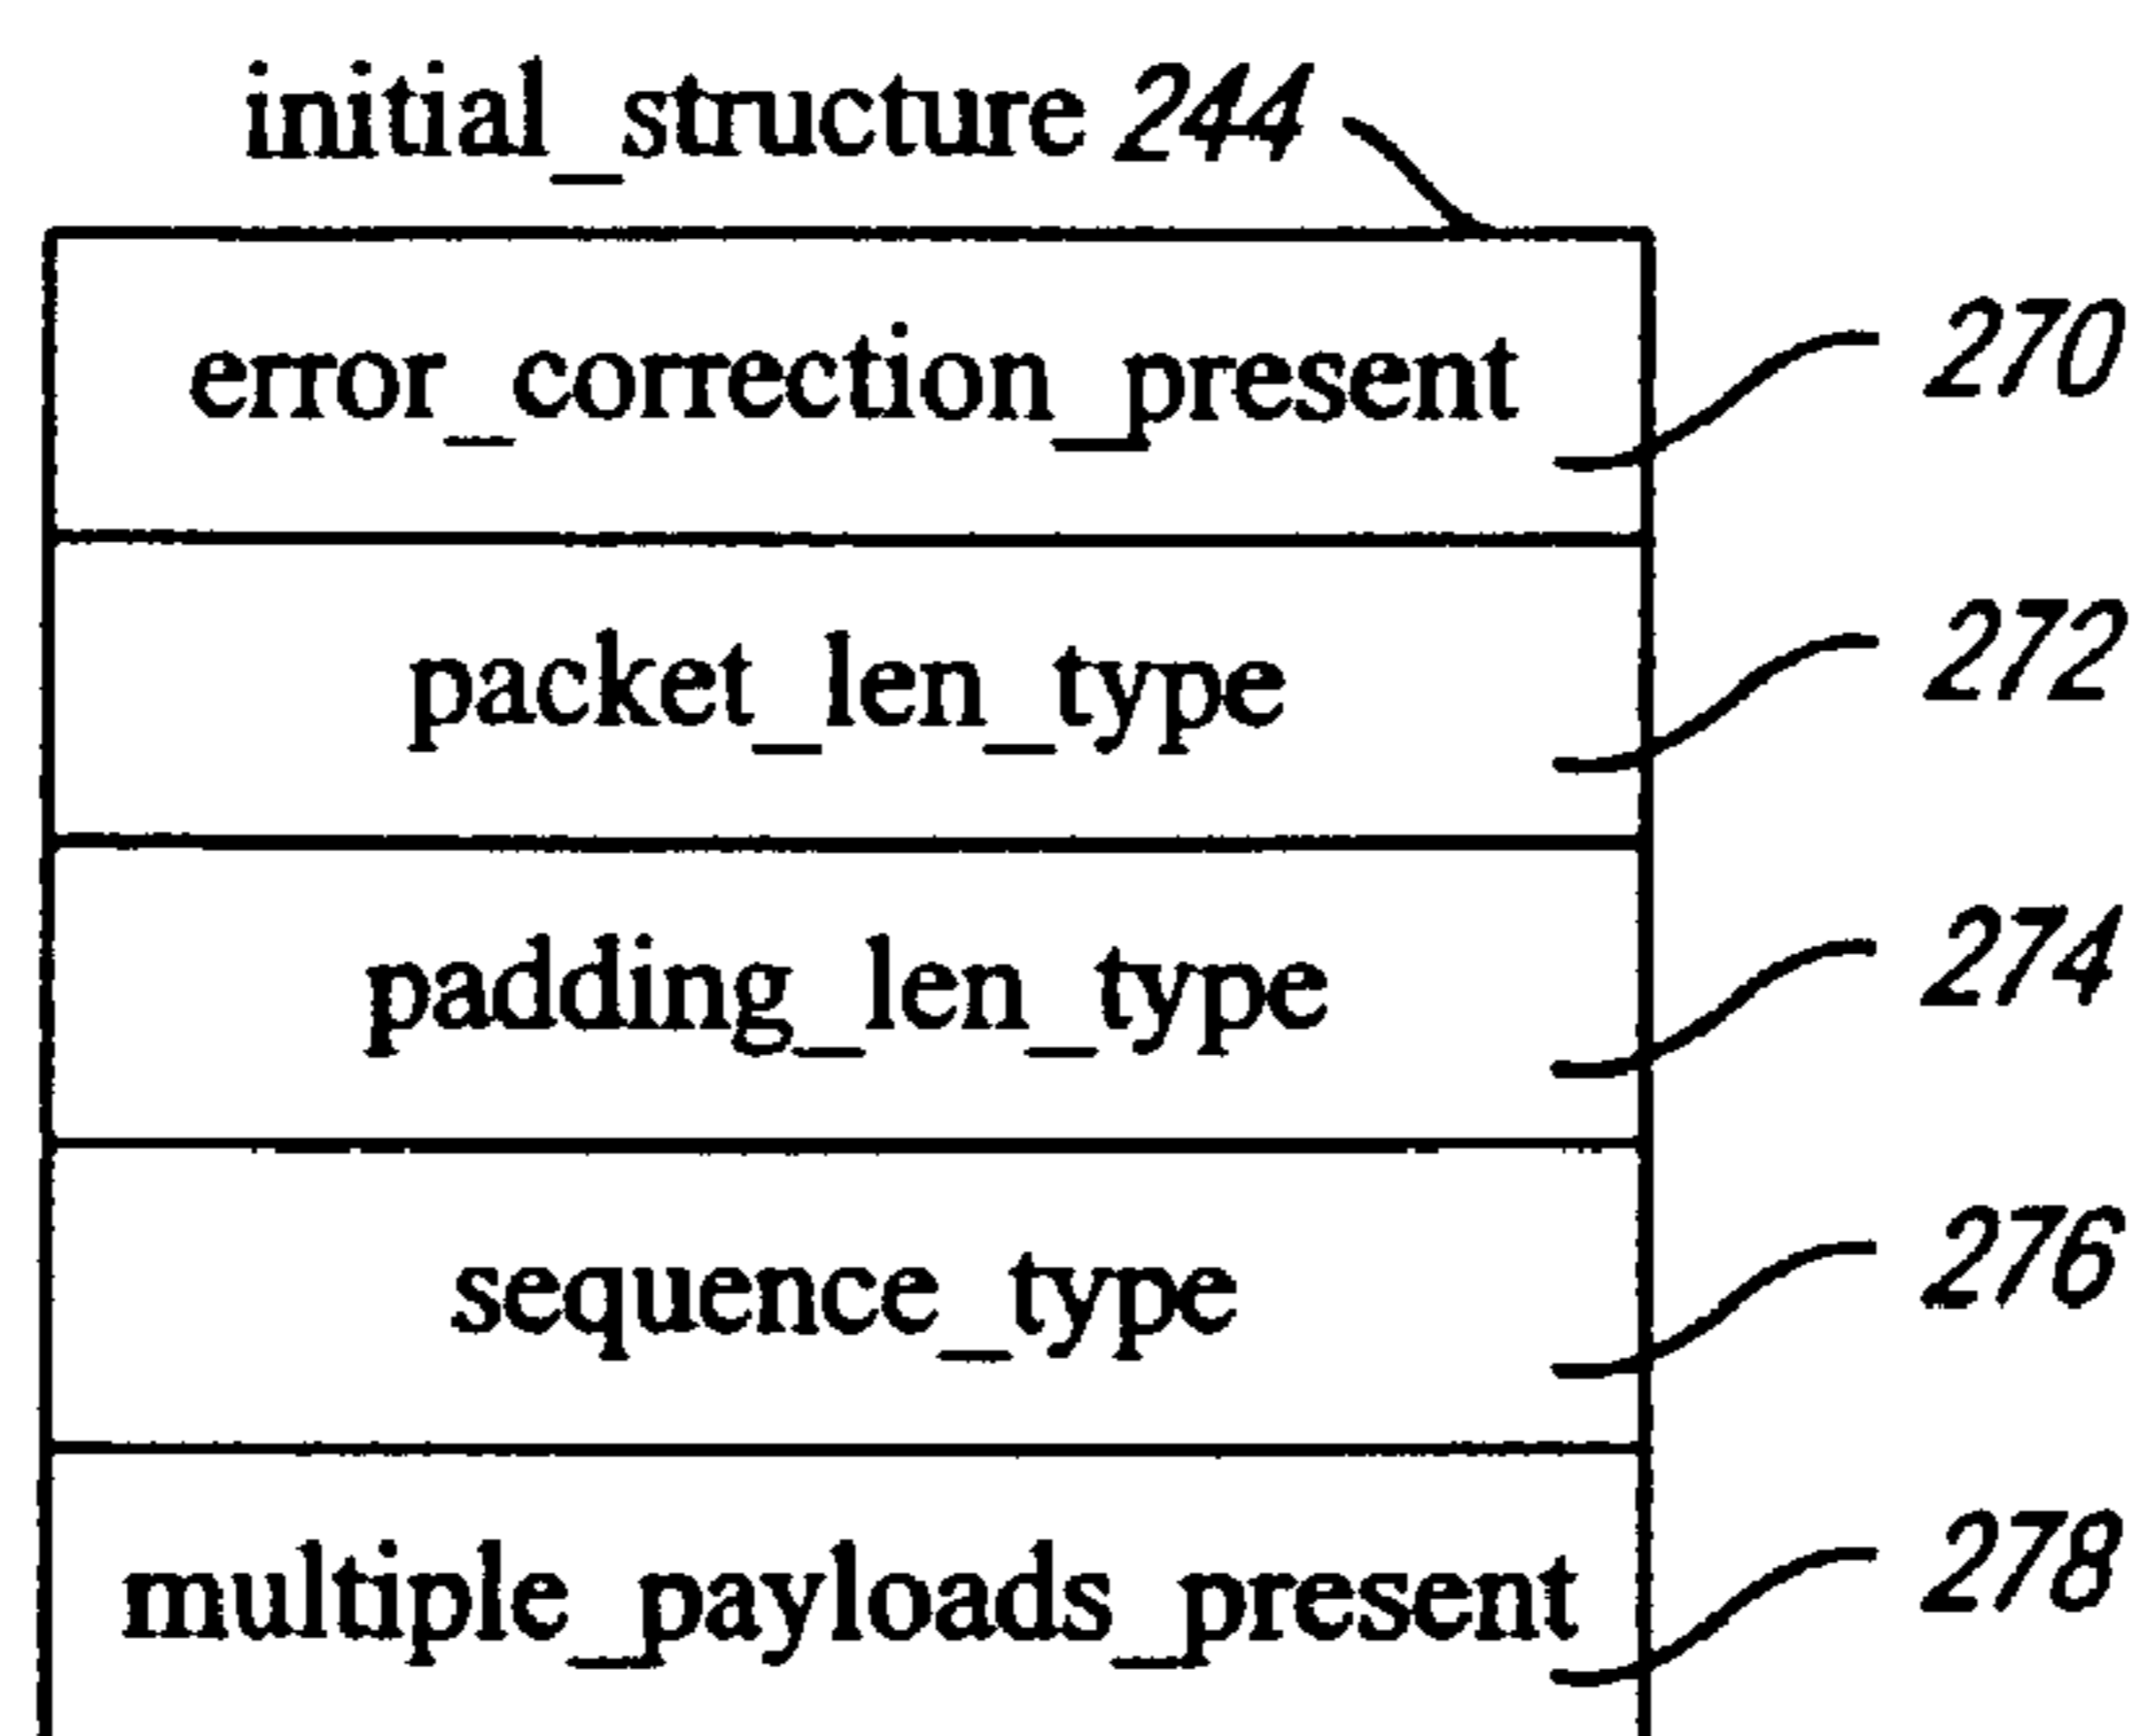 initial_structure 244
error_correction_present 270
packet_len_type 272
padding_len_type 274
sequence_type 276
multiple_payloads_present 278